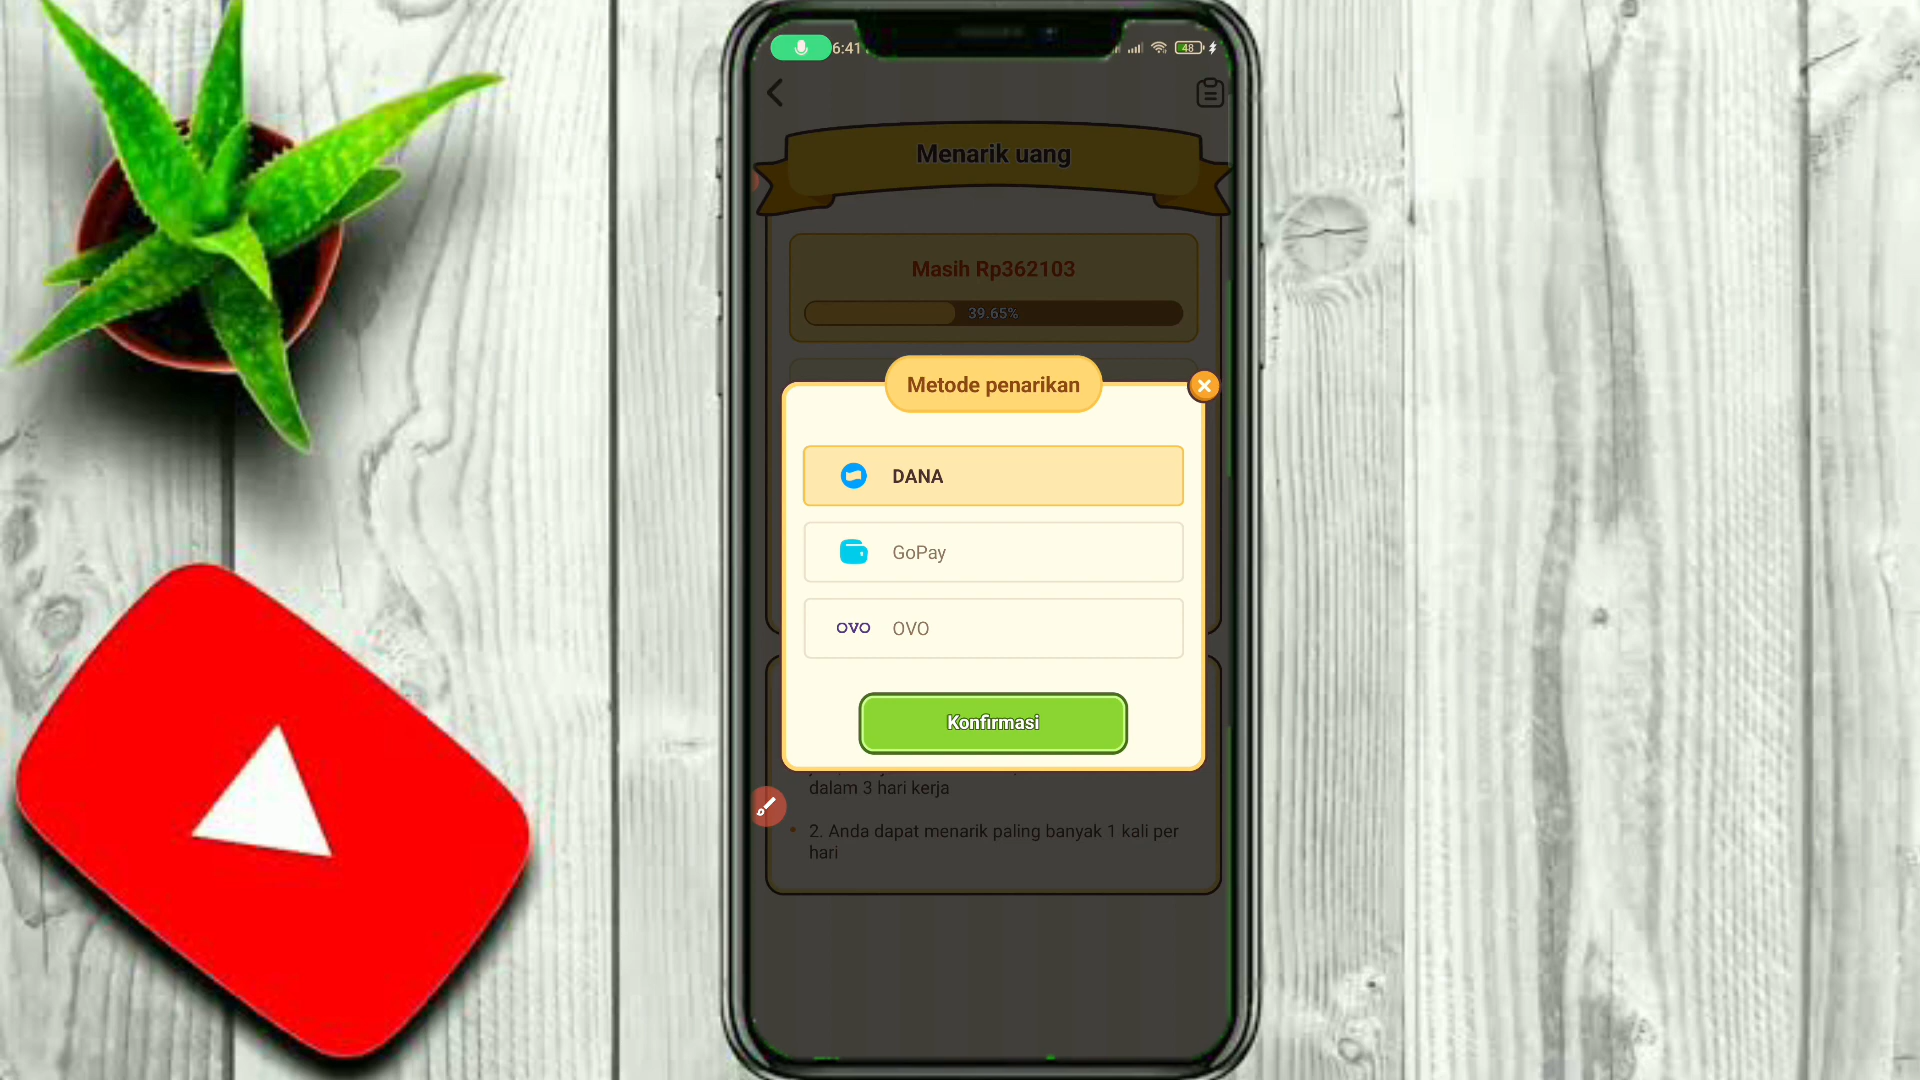 6:41
48
Menarik uang
Masih Rp362103
39.65%
Metode penarikan
DANA
GoPay
OVO OVO
Konfirmasi
dalam 3 hari kerja
2. Anda dapat menarik paling banyak 1 kali per
hari